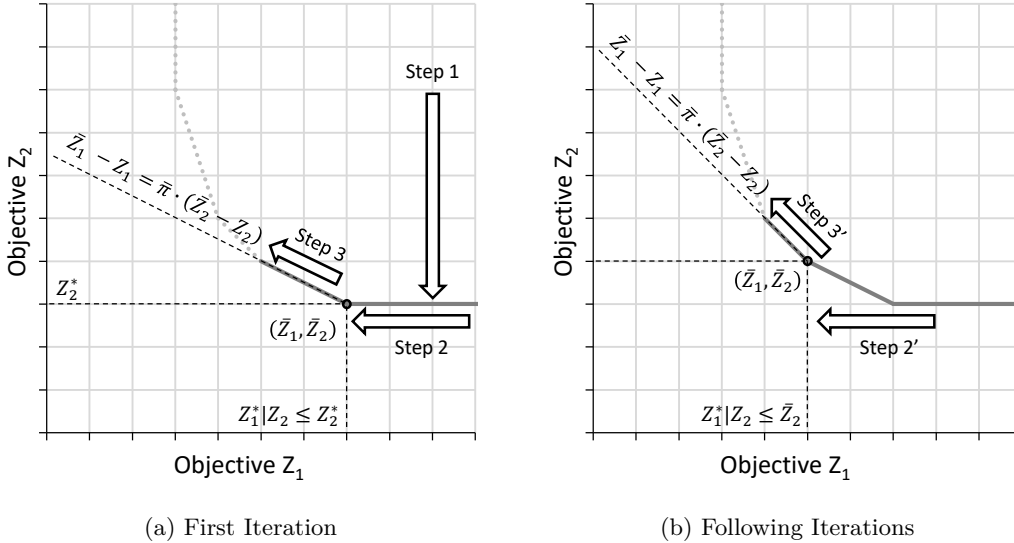 Objective Z₂
Step 1
Z̄₁ − Z₁ = π̄ · (Z̄₂ − Z₂)
Step 3
Z₂*
(Z̄₁, Z̄₂)
Step 2
Z₁*|Z₂ ≤ Z₂*
Objective Z₁
(a) First Iteration
Objective Z₂
Z̄₁ − Z₁ = π̄ · (Z̄₂ − Z₂)
Step 3′
(Z̄₁, Z̄₂)
Step 2′
Z₁*|Z₂ ≤ Z̄₂
Objective Z₁
(b) Following Iterations